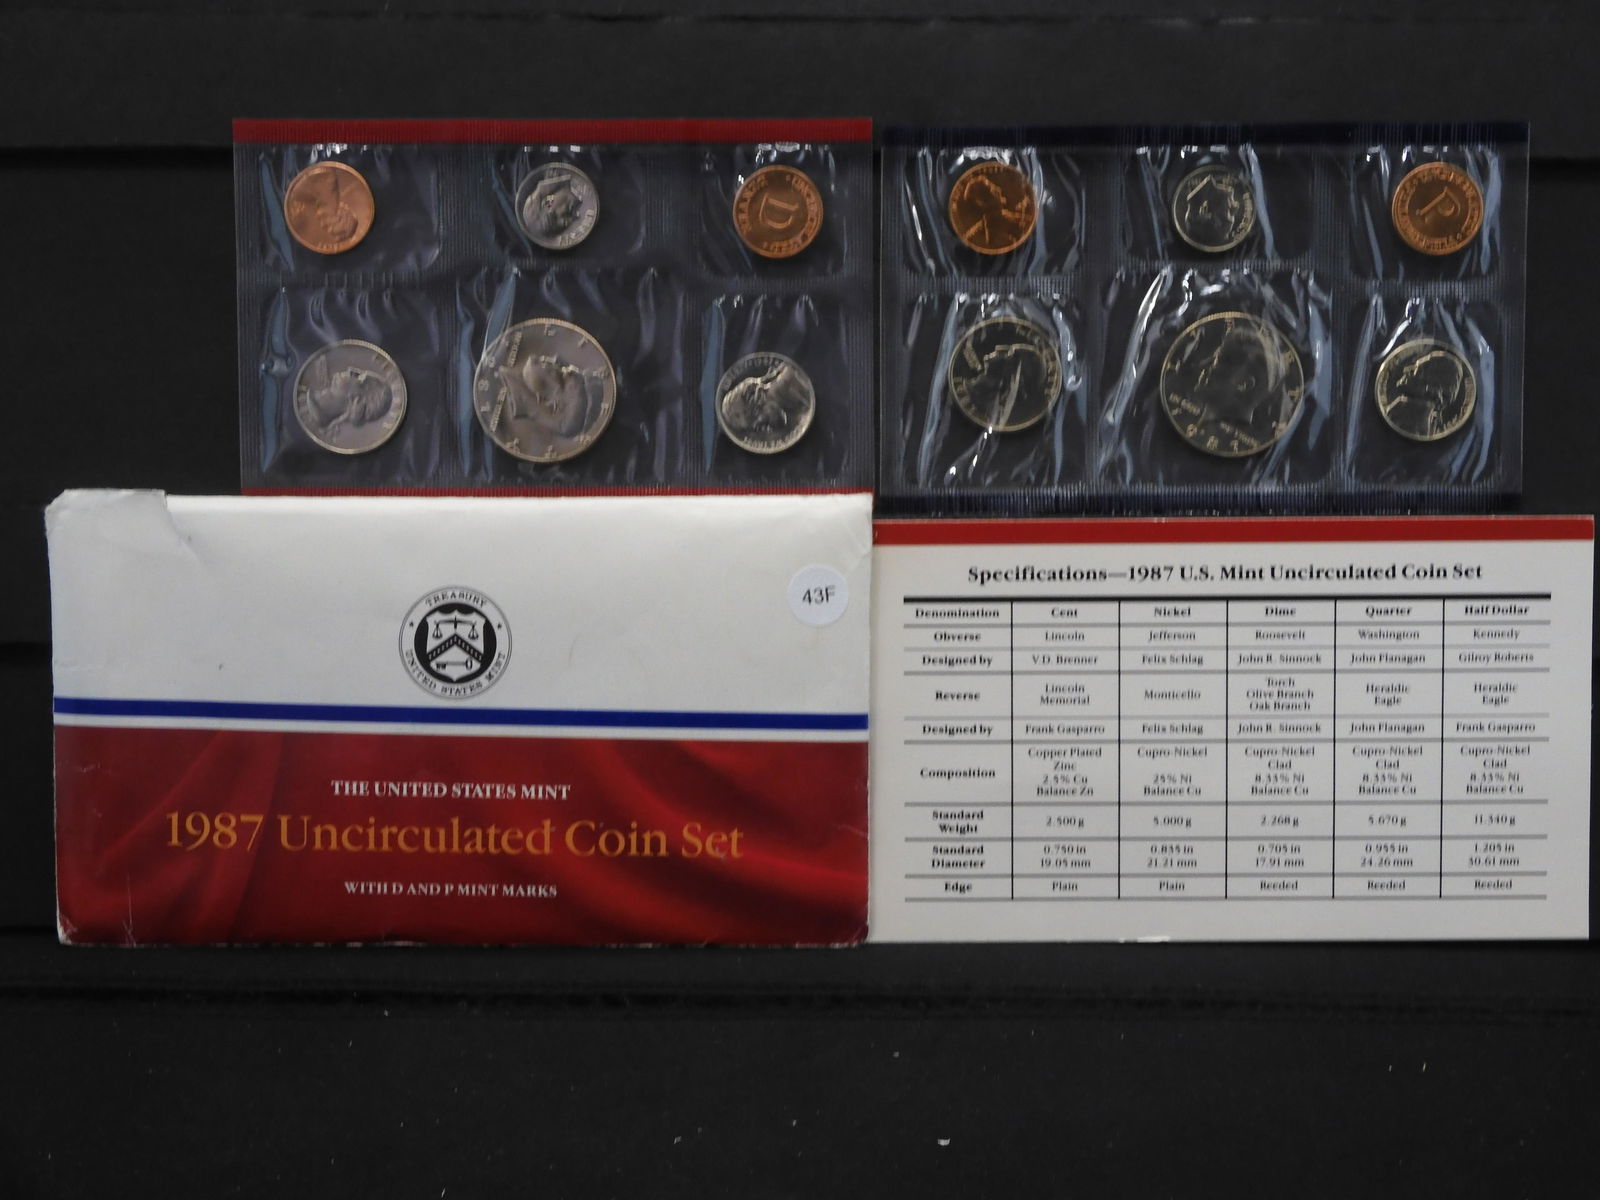 D
P
TREASURY
UNITED STATES MINT
43F
THE UNITED STATES MINT
1987 Uncirculated Coin Set
WITH D AND P MINT MARKS
Specifications—1987 U.S. Mint Uncirculated Coin Set
Denomination Cent Nickel Dime Quarter Half Dollar
Obverse Lincoln Jefferson Roosevelt Washington Kennedy
Designed by V.D. Brenner Felix Schlag John R. Sinnock John Flanagan Gilroy Roberts
Reverse Lincoln Memorial Monticello Torch Olive Branch Oak Branch Heraldic Eagle Heraldic Eagle
Designed by Frank Gasparro Felix Schlag John R. Sinnock John Flanagan Frank Gasparro
Composition Copper Plated Zinc 2.5% Cu Balance Zn Cupro-Nickel 25% Ni Balance Cu Cupro-Nickel Clad 8.33% Ni Balance Cu Cupro-Nickel Clad 8.33% Ni Balance Cu Cupro-Nickel Clad 8.33% Ni Balance Cu
Standard Weight 2.500 g 5.000 g 2.268 g 5.670 g 11.340 g
Standard Diameter 0.750 in 19.05 mm 0.835 in 21.21 mm 0.705 in 17.91 mm 0.955 in 24.26 mm 1.205 in 30.61 mm
Edge Plain Plain Reeded Reeded Reeded